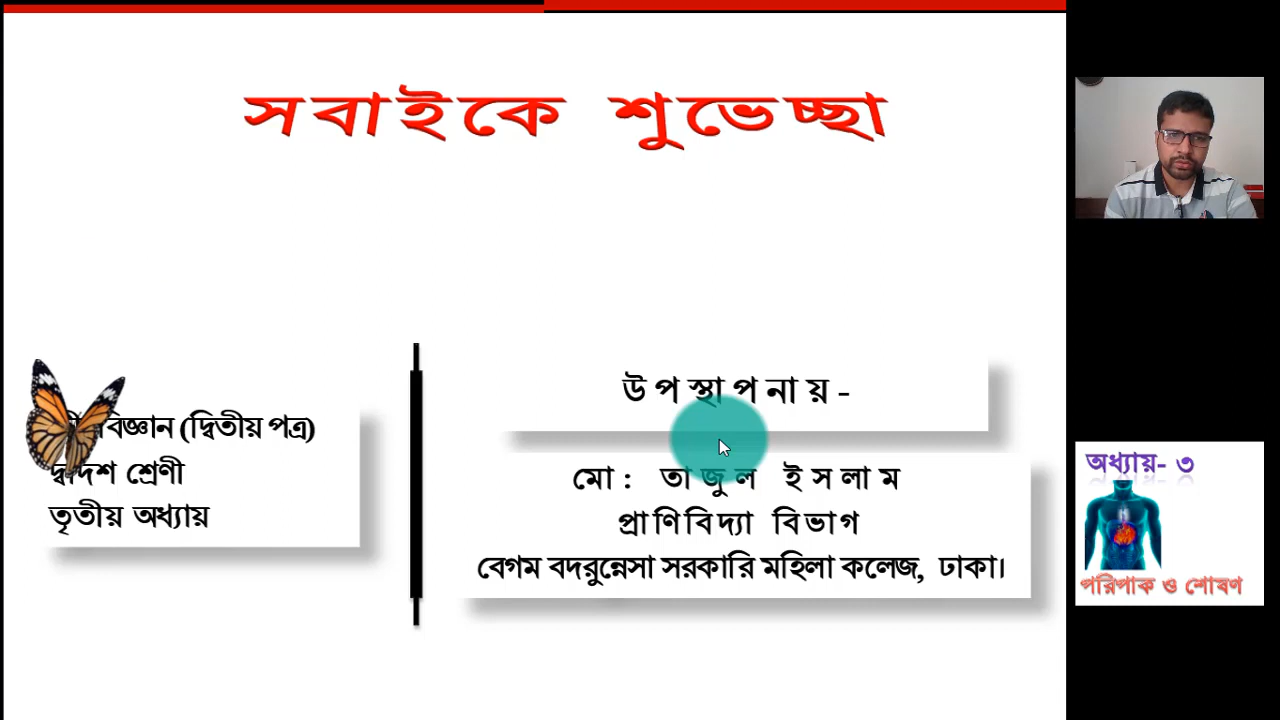 সবাইকে শুভেচ্ছা
বিজ্ঞান (দ্বিতীয় পত্র)
দ্বাদশ শ্রেণী
তৃতীয় অধ্যায়
উপস্থাপনায়-
মো: তাজুল ইসলাম
প্রাণিবিদ্যা বিভাগ
বেগম বদরুন্নেসা সরকারি মহিলা কলেজ, ঢাকা।
অধ্যায়- ৩
পরিপাক ও শোষণ